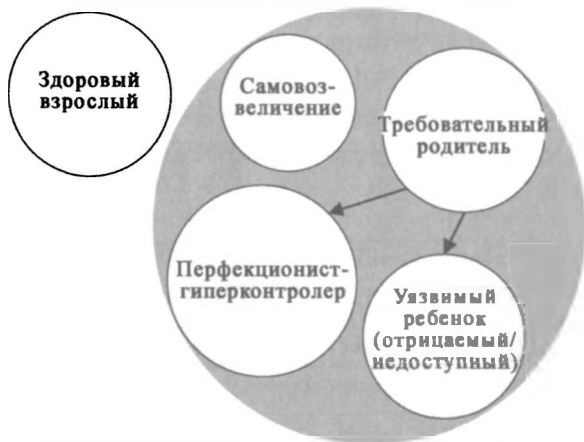 Здоровый
взрослый
Самовоз-
величение
Требовательный
родитель
Перфекционист-
гиперконтролер
Уязвимый
ребенок
(отрицаемый/
недоступный)